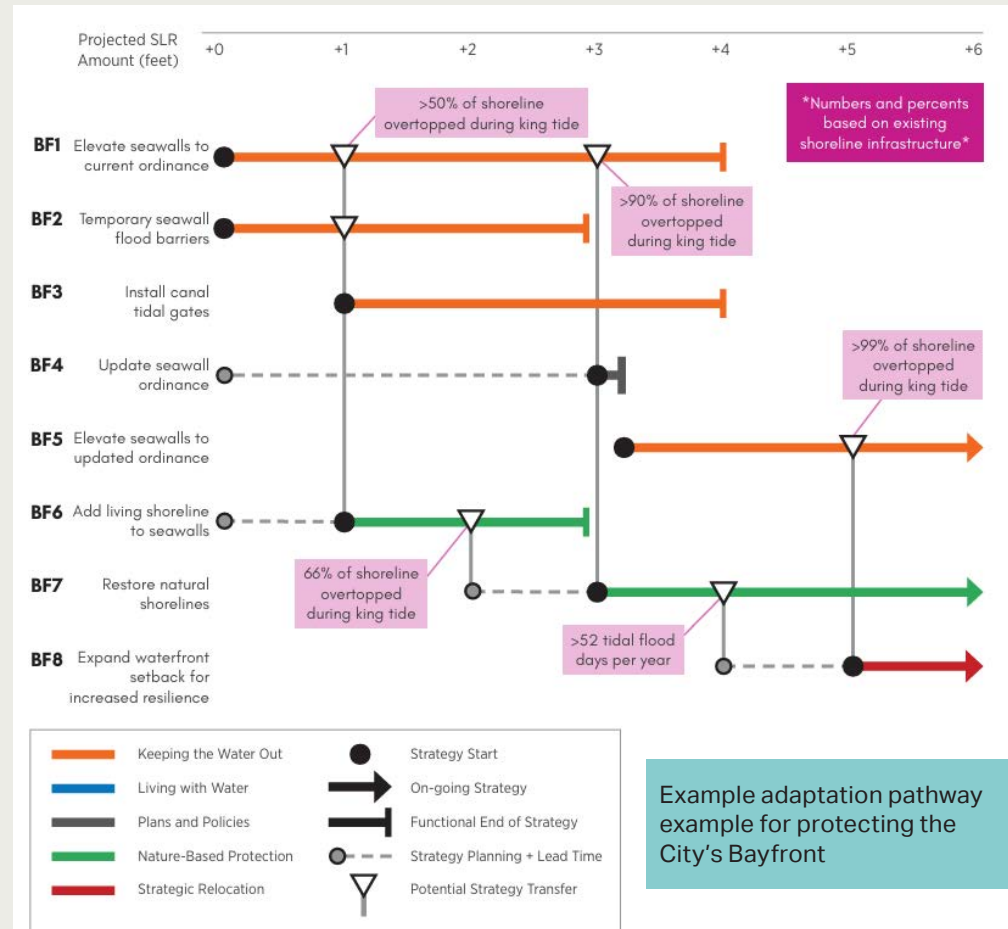 Projected SLR
Amount (feet)
+0
+1
+2
+3
+4
+5
+6
>50% of shoreline
overtopped during king tide
*Numbers and percents
based on existing
shoreline infrastructure*
BF1 Elevate seawalls to
current ordinance
>90% of shoreline
overtopped
during king tide
BF2 Temporary seawall
flood barriers
BF3 Install canal
tidal gates
BF4 Update seawall
ordinance
>99% of shoreline
overtopped
during king tide
BF5 Elevate seawalls to
updated ordinance
BF6 Add living shoreline
to seawalls
66% of shoreline
overtopped
during king tide
BF7 Restore natural
shorelines
>52 tidal flood
days per year
BF8 Expand waterfront
setback for
increased resilience
Keeping the Water Out
Living with Water
Plans and Policies
Nature-Based Protection
Strategic Relocation
Strategy Start
On-going Strategy
Functional End of Strategy
Strategy Planning + Lead Time
Potential Strategy Transfer
Example adaptation pathway
example for protecting the
City's Bayfront